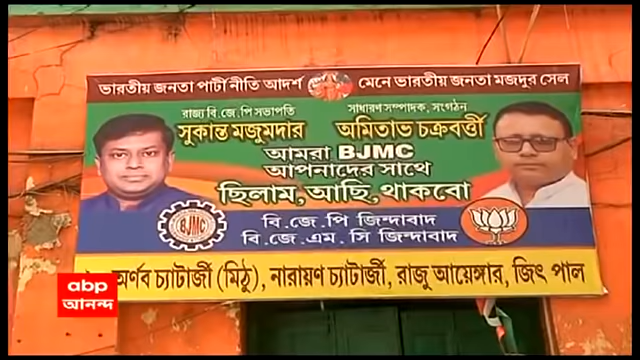 ভারতীয় জনতা পার্টী নীতি আদর্শ মেনে ভারতীয় জনতা মজদুর সেল
রাজ্য বি.জে.পি সভাপতি
সুকান্ত মজুমদার
সাধারণ সম্পাদক, সংগঠন
অমিতাভ চক্রবর্ত্তী
আমরা BJMC
আপনাদের সাথে
ছিলাম, আছি, থাকবো
বি.জে.পি জিন্দাবাদ
বি.জে.এম. সি জিন্দাবাদ
BJMC
অর্ণব চ্যাটার্জী (মিঠু), নারায়ণ চ্যাটার্জী, রাজু আয়েঙ্গার, জিৎ পাল
abp
আনন্দ